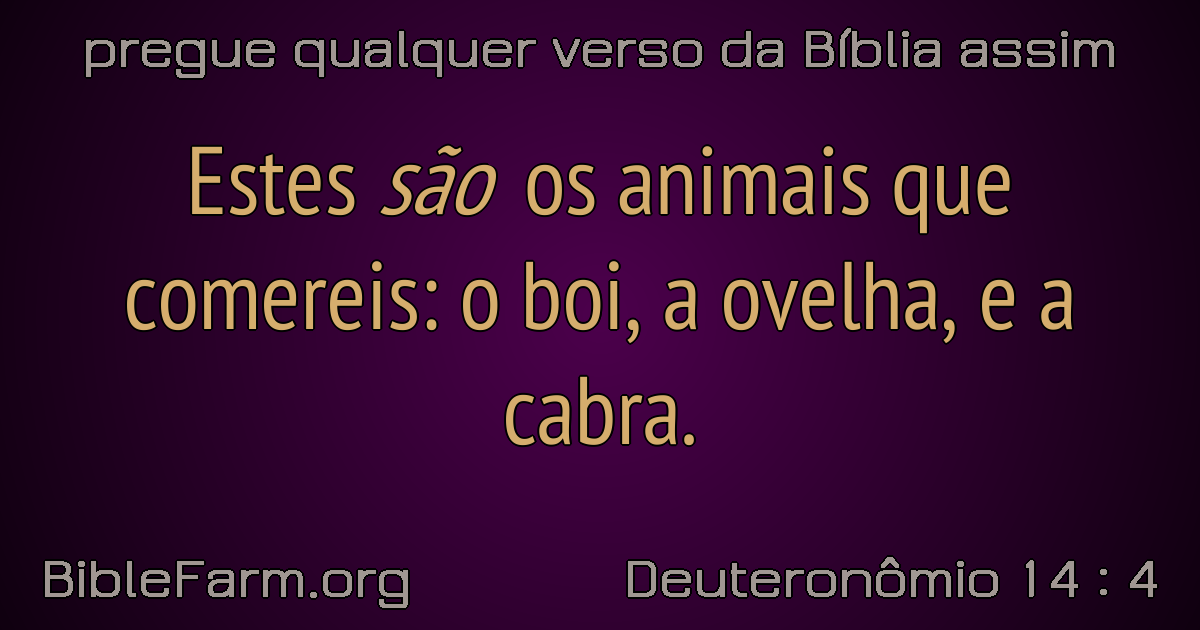 pregue qualquer verso da Bíblia assim
Estes são os animais que
comereis: o boi, a ovelha, e a
cabra.
BibleFarm.org
Deuteronômio 14 : 4